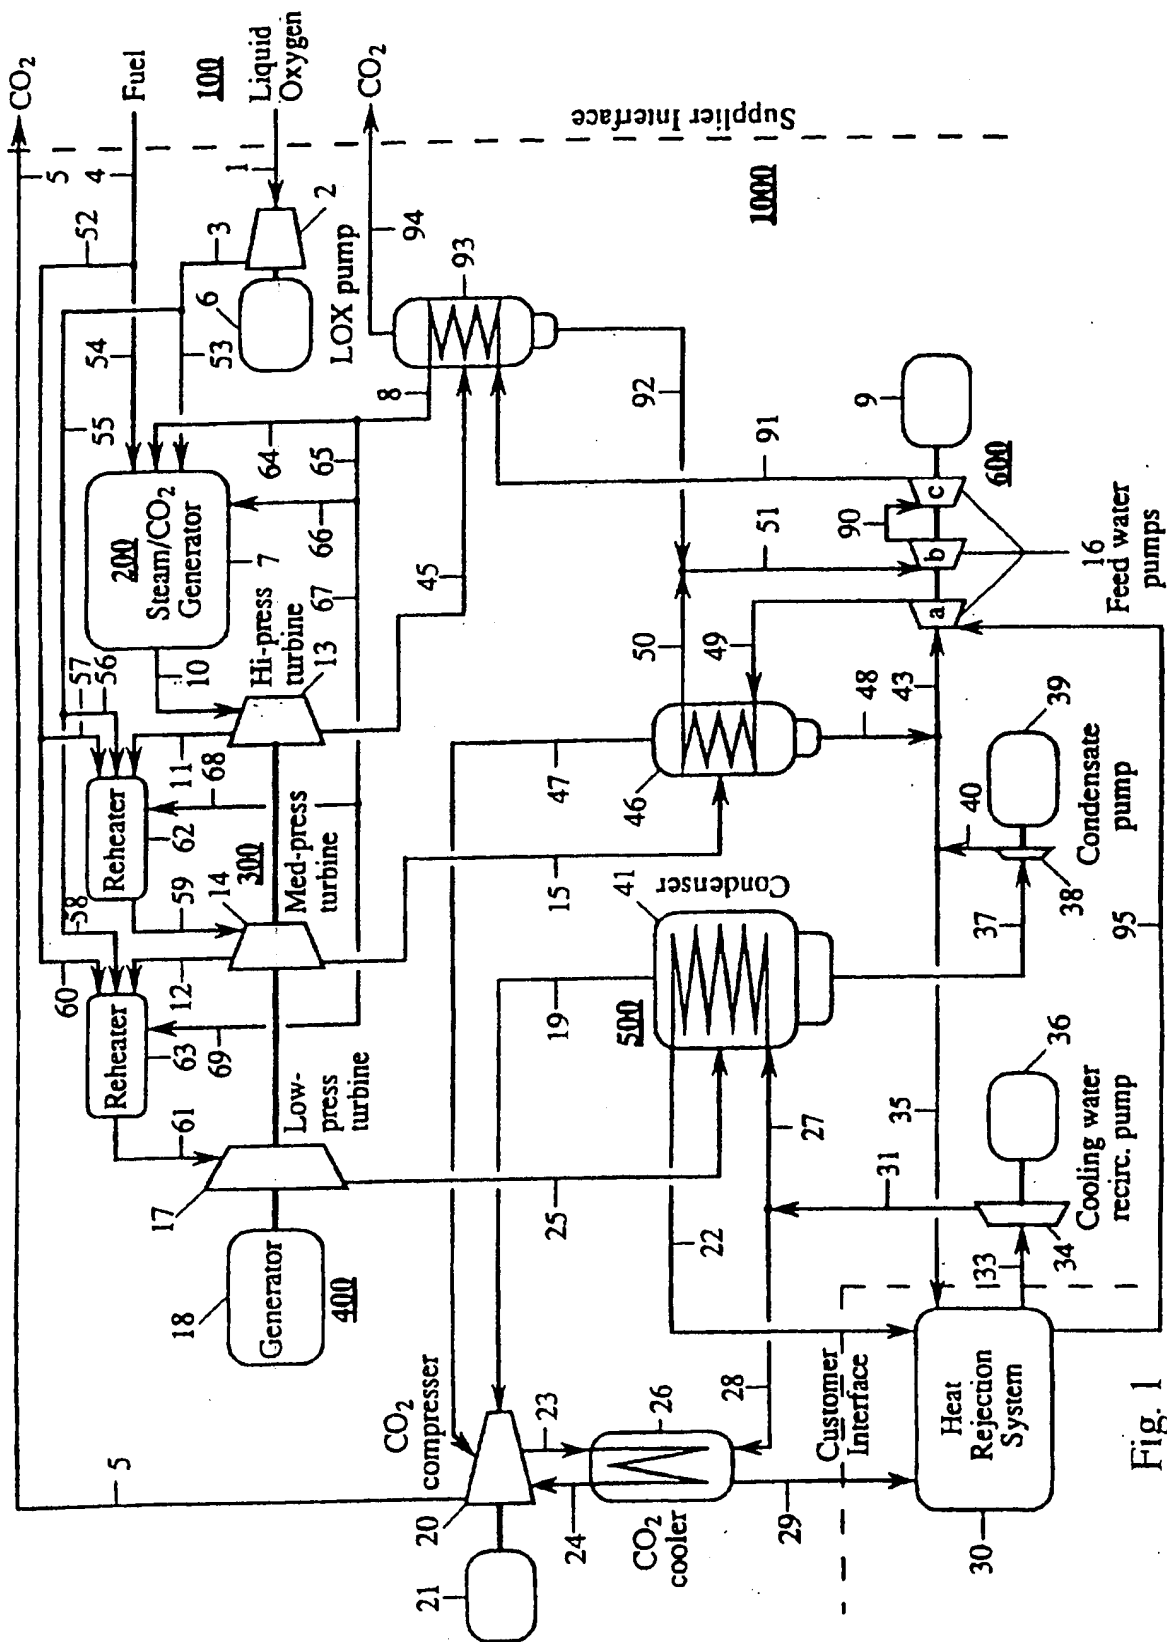 CO2
Fuel
100
Liquid
Oxygen
CO2
Supplier Interface
1000
5
4
52
1
3
2
6
LOX pump
94
93
54
53
55
8
92
9
64
65
91
200
Steam/CO2
Generator
7
66
67
45
90
51
600
c
b
a
16
Feed water
pumps
57
56
10
Hi-press
turbine
13
50
49
48
43
11
68
47
46
39
Reheater
62
58
59
300
14
Med-press
turbine
15
41
Condenser
40
Condensate
pump
38
37
95
60
12
19
500
Reheater
63
69
61
Low-
press
turbine
27
35
36
Cooling water
recirc. pump
25
31
17
22
34
33
Generator
18
400
Customer
Interface
28
CO2
compresser
23
26
Heat
Rejection
System
5
20
24
CO2
cooler
29
30
21
Fig. 1